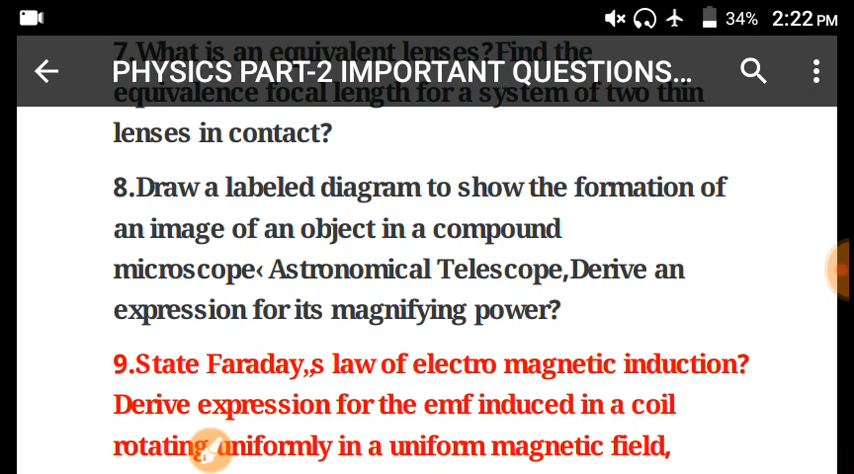 34% 2:22 PM
7.What is an equivalent lenses?Find the
PHYSICS PART-2 IMPORTANT QUESTIONS...
equivalence focal length for a system of two thin
lenses in contact?
8.Draw a labeled diagram to show the formation of
an image of an object in a compound
microscope‹ Astronomical Telescope,Derive an
expression for its magnifying power?
9.State Faraday,,s law of electro magnetic induction?
Derive expression for the emf induced in a coil
rotating uniformly in a uniform magnetic field,